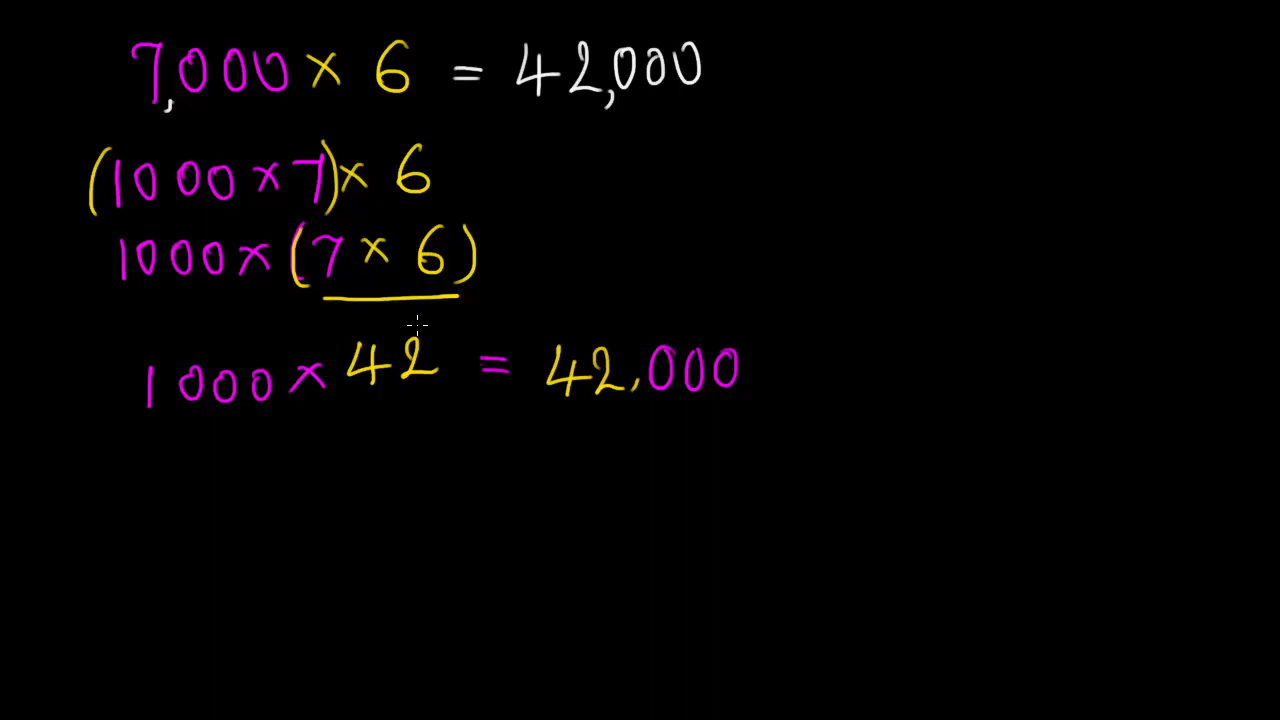 7,000 × 6 = 42,000
(1000 × 7) × 6
1000 × (7 × 6)
1000 × 42 = 42,000